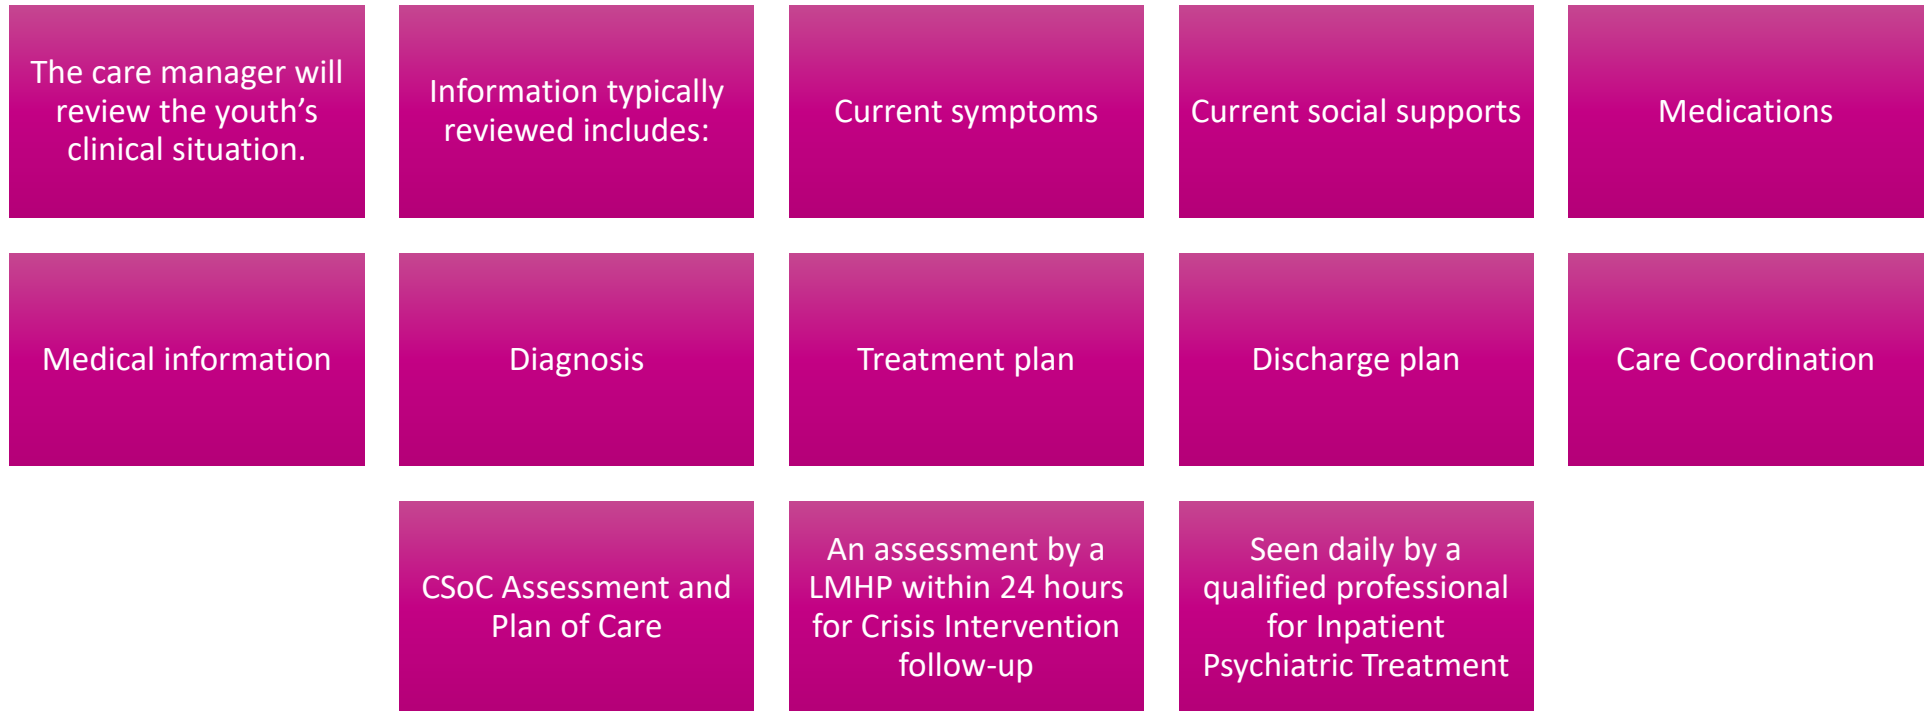 The care manager will
review the youth’s
clinical situation.
Information typically
reviewed includes:
Current symptoms
Current social supports
Medications
Medical information
Diagnosis
Treatment plan
Discharge plan
Care Coordination
CSoC Assessment and
Plan of Care
An assessment by a
LMHP within 24 hours
for Crisis Intervention
follow-up
Seen daily by a
qualified professional
for Inpatient
Psychiatric Treatment